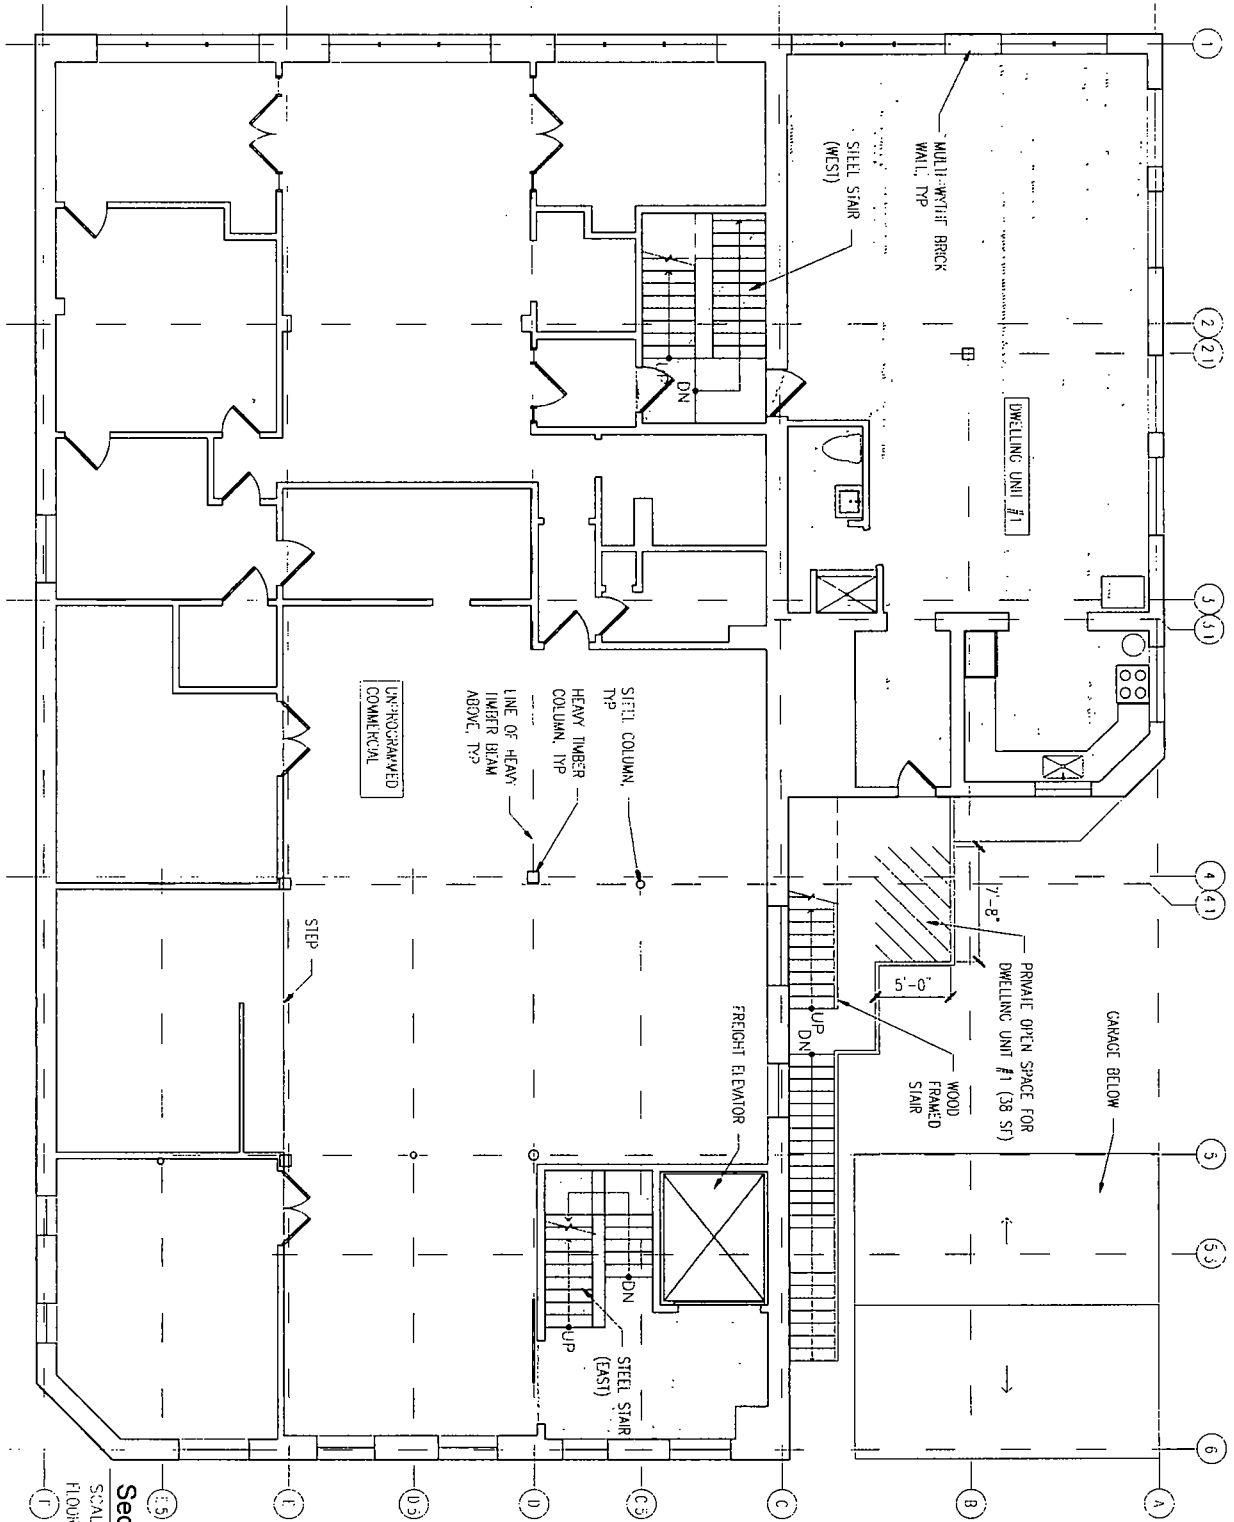 1
2
2.1
3
3.1
4
4.1
5
5.5
6
A
B
C
C.5
D
D.5
E
E.5
F
MULTI-WYTHE BRICK
WALL, TYP
STEEL STAIR
(WEST)
DWELLING UNIT #1
DN
UNPROGRAMMED
COMMERCIAL
STEEL COLUMN,
TYP
HEAVY TIMBER
COLUMN, TYP
LINE OF HEAVY
TIMBER BEAM
ABOVE, TYP
STEP
7'-8"
5'-0"
PRIVATE OPEN SPACE FOR
DWELLING UNIT #1 (38 SF)
GARAGE BELOW
WOOD
FRAMED
STAIR
UP
DN
FREIGHT ELEVATOR
DN
UP
STEEL STAIR
(EAST)